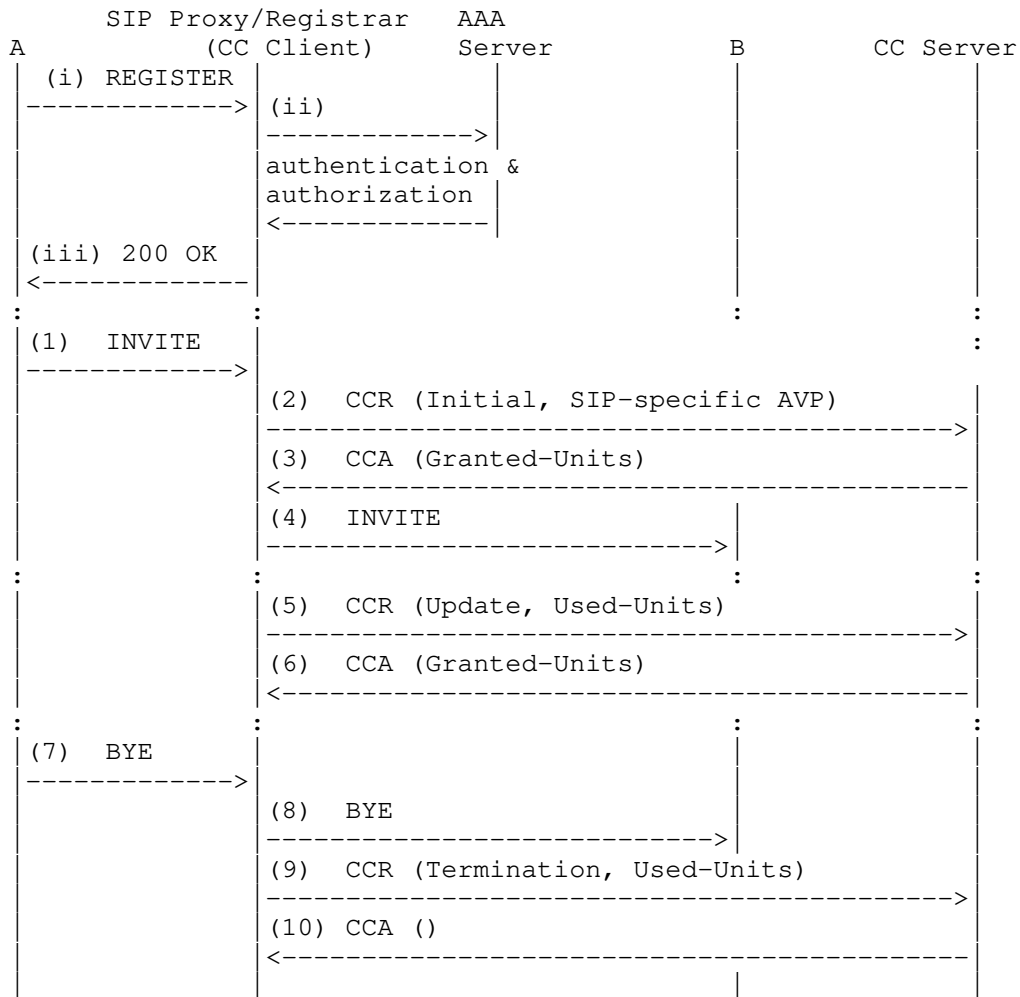 SIP Proxy/Registrar AAA
A (CC Client) Server B CC Server
(i) REGISTER
(ii)
authentication &
authorization
(iii) 200 OK
(1) INVITE
(2) CCR (Initial, SIP-specific AVP)
(3) CCA (Granted-Units)
(4) INVITE
(5) CCR (Update, Used-Units)
(6) CCA (Granted-Units)
(7) BYE
(8) BYE
(9) CCR (Termination, Used-Units)
(10) CCA ()